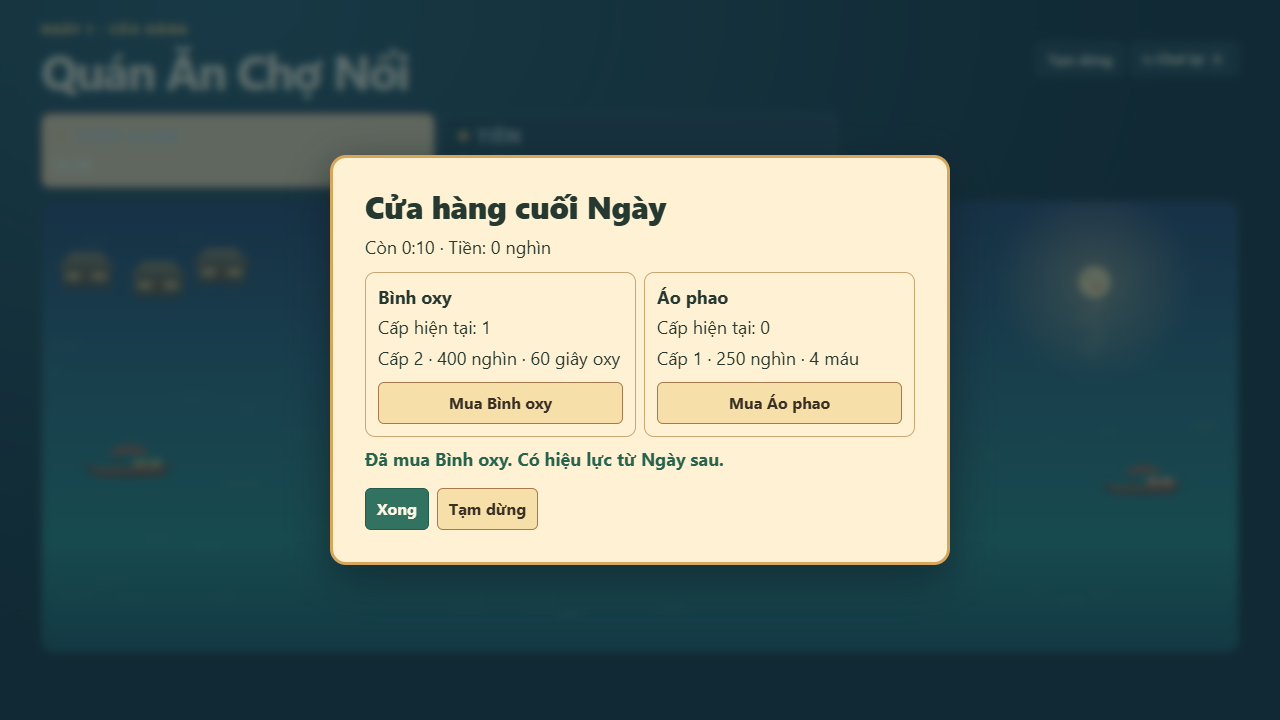 Quán Ăn Chợ Nổi
Tạm dừng
TIỀN
Cửa hàng cuối Ngày
Còn 0:10 · Tiền: 0 nghìn
Bình oxy
Cấp hiện tại: 1
Cấp 2 · 400 nghìn · 60 giây oxy
Mua Bình oxy
Áo phao
Cấp hiện tại: 0
Cấp 1 · 250 nghìn · 4 máu
Mua Áo phao
Đã mua Bình oxy. Có hiệu lực từ Ngày sau.
Xong
Tạm dừng